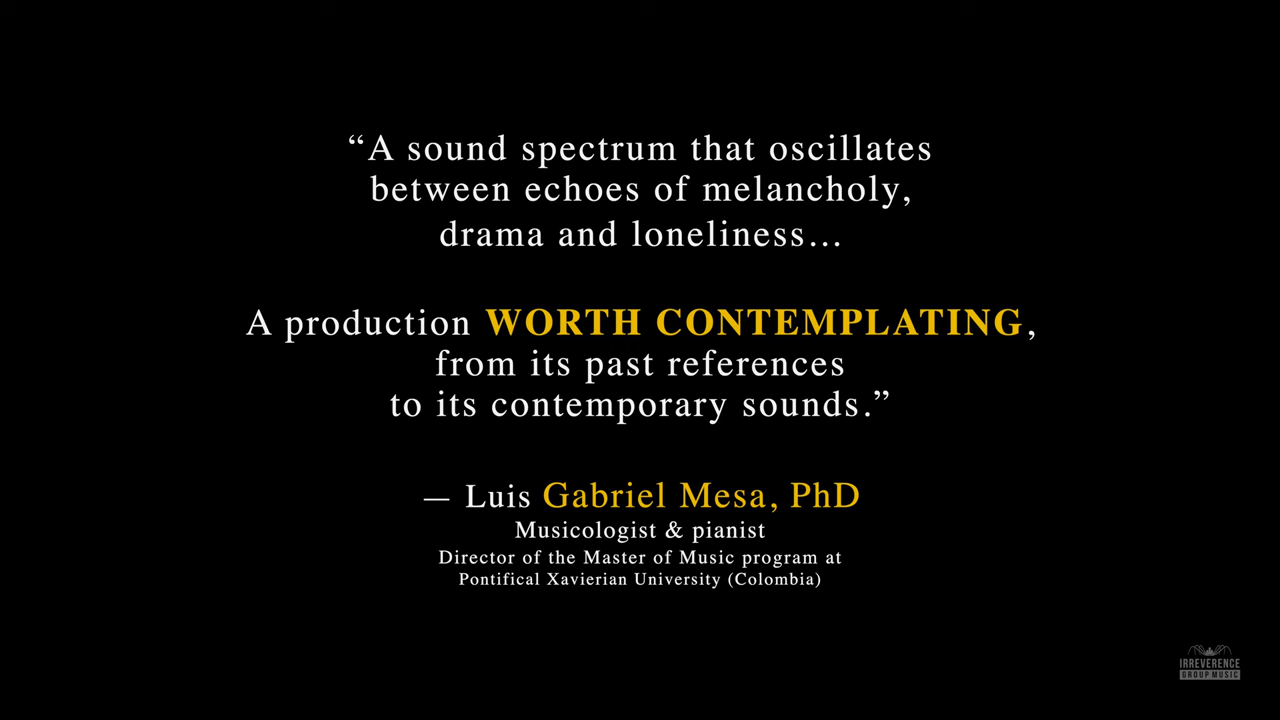 “A sound spectrum that oscillates
between echoes of melancholy,
drama and loneliness…
A production WORTH CONTEMPLATING,
from its past references
to its contemporary sounds.”
— Luis Gabriel Mesa, PhD
Musicologist & pianist
Director of the Master of Music program at
Pontifical Xavierian University (Colombia)
IRREVERENCE
GROUP MUSIC